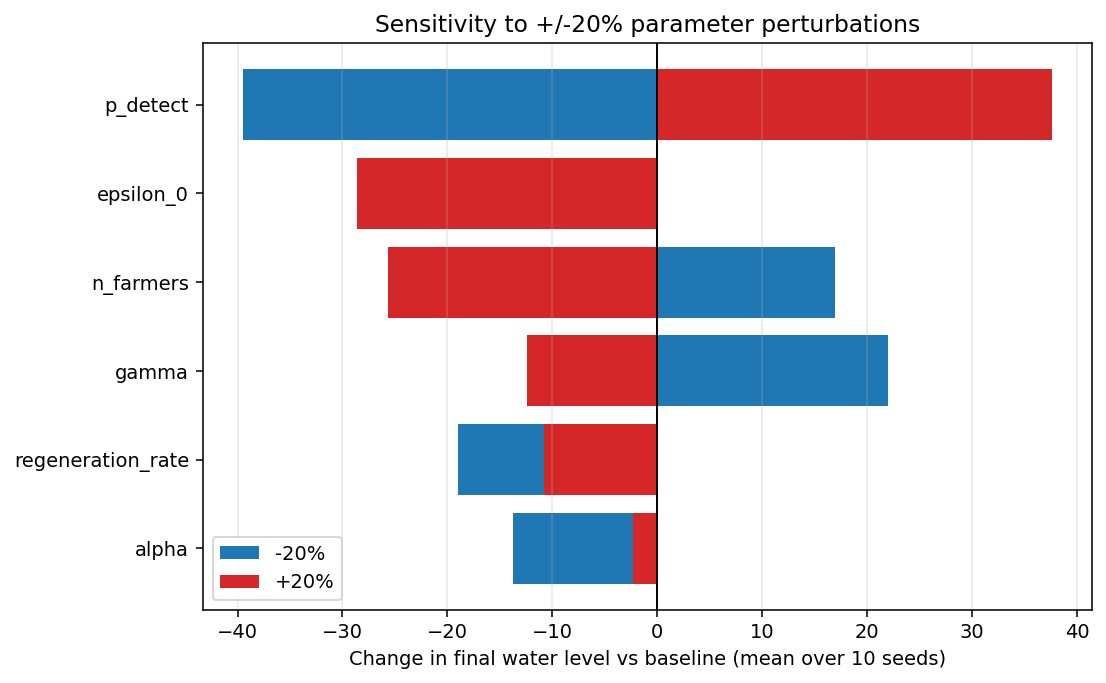 Sensitivity to +/-20% parameter perturbations
p_detect
epsilon_0
n_farmers
gamma
regeneration_rate
alpha
-20%
+20%
−40 −30 −20 −10 0 10 20 30 40
Change in final water level vs baseline (mean over 10 seeds)